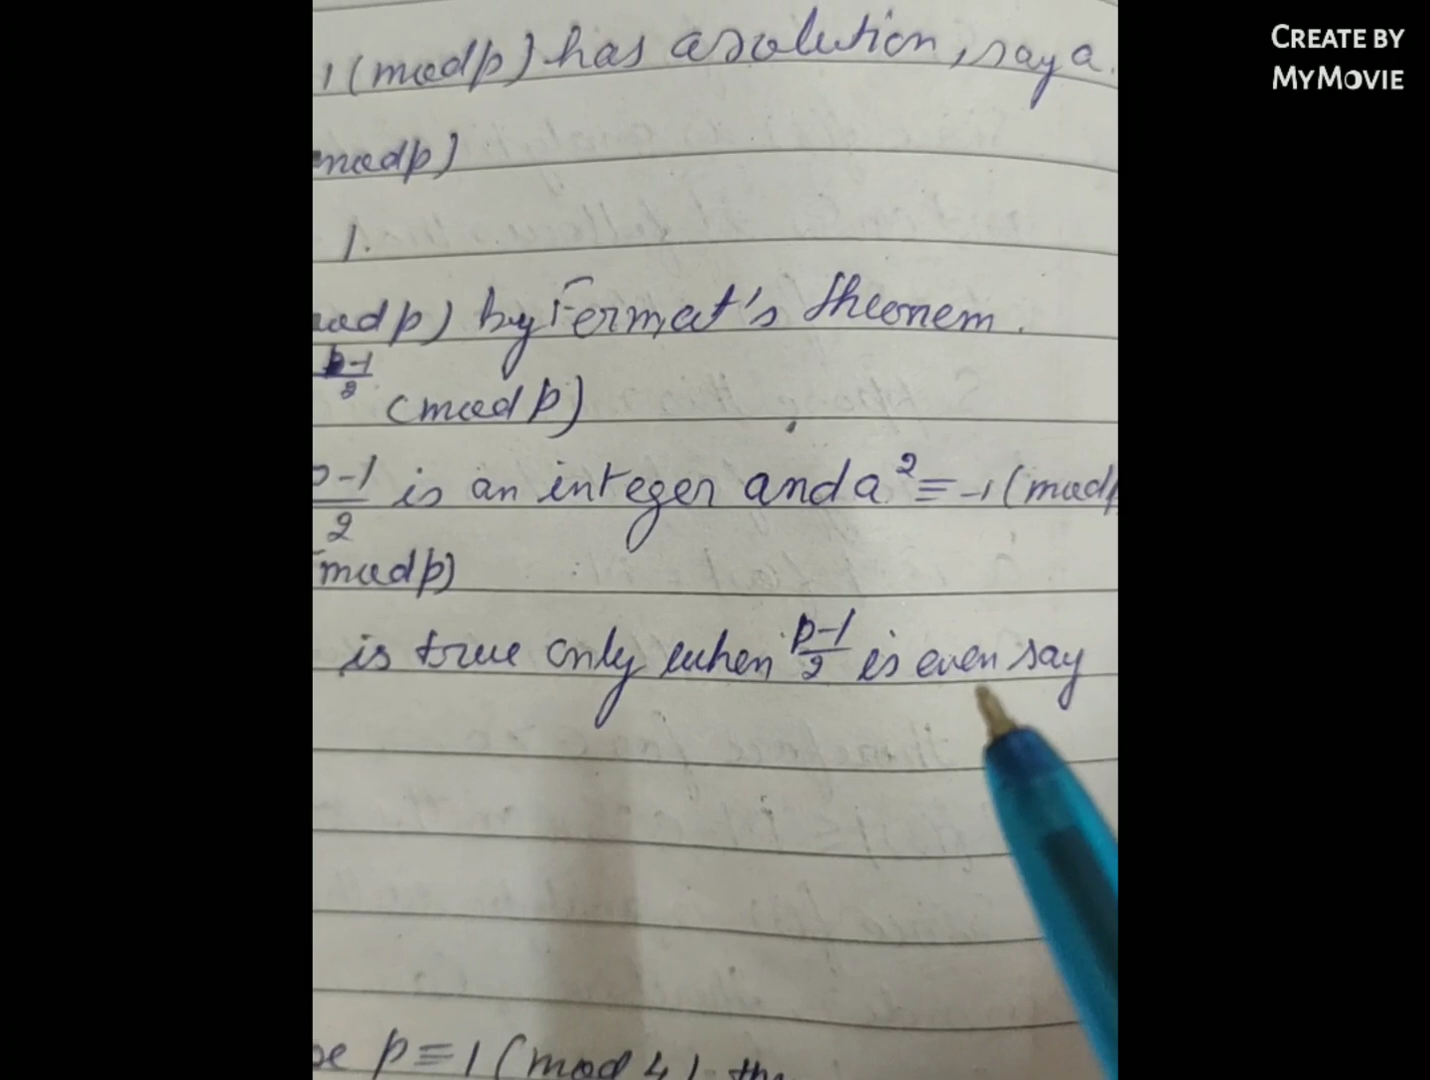 CREATE BY
MYMOVIE
1 (mod p) has a solution, say a.
mod p)
1.
mod p) by Fermat's theorem.
p-1/2 (mod p)
p-1/2 is an integer and a² ≡ -1 (mod p
mod p)
is true only when p-1/2 is even say
p ≡ 1 (mod 4)